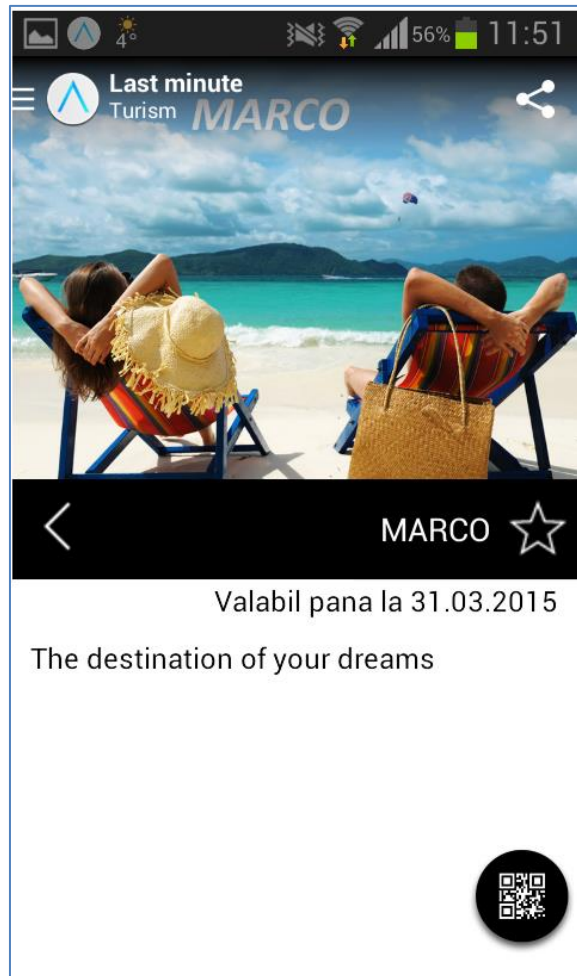 4°
56%
11:51
Last minute
Turism
MARCO
MARCO
Valabil pana la 31.03.2015
The destination of your dreams